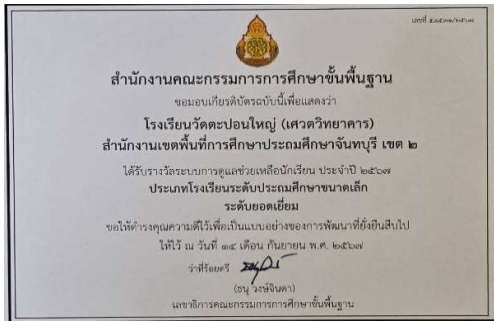 เลขที่ ๔๑๕๓๑/๒๕๖๗
สำนักงานคณะกรรมการการศึกษาขั้นพื้นฐาน
ขอมอบเกียรติบัตรฉบับนี้เพื่อแสดงว่า
โรงเรียนวัดตะปอนใหญ่ (เศวตวิทยาคาร)
สำนักงานเขตพื้นที่การศึกษาประถมศึกษาจันทบุรี เขต ๒
ได้รับรางวัลระบบการดูแลช่วยเหลือนักเรียน ประจำปี ๒๕๖๗
ประเภทโรงเรียนระดับประถมศึกษาขนาดเล็ก
ระดับยอดเยี่ยม
ขอให้ดำรงคุณความดีไว้เพื่อเป็นแบบอย่างของการพัฒนาที่ยั่งยืนสืบไป
ให้ไว้ ณ วันที่ ๑๔ เดือน กันยายน พ.ศ. ๒๕๖๗
ว่าที่ร้อยตรี
(ธนุ วงษ์จินดา)
เลขาธิการคณะกรรมการการศึกษาขั้นพื้นฐาน